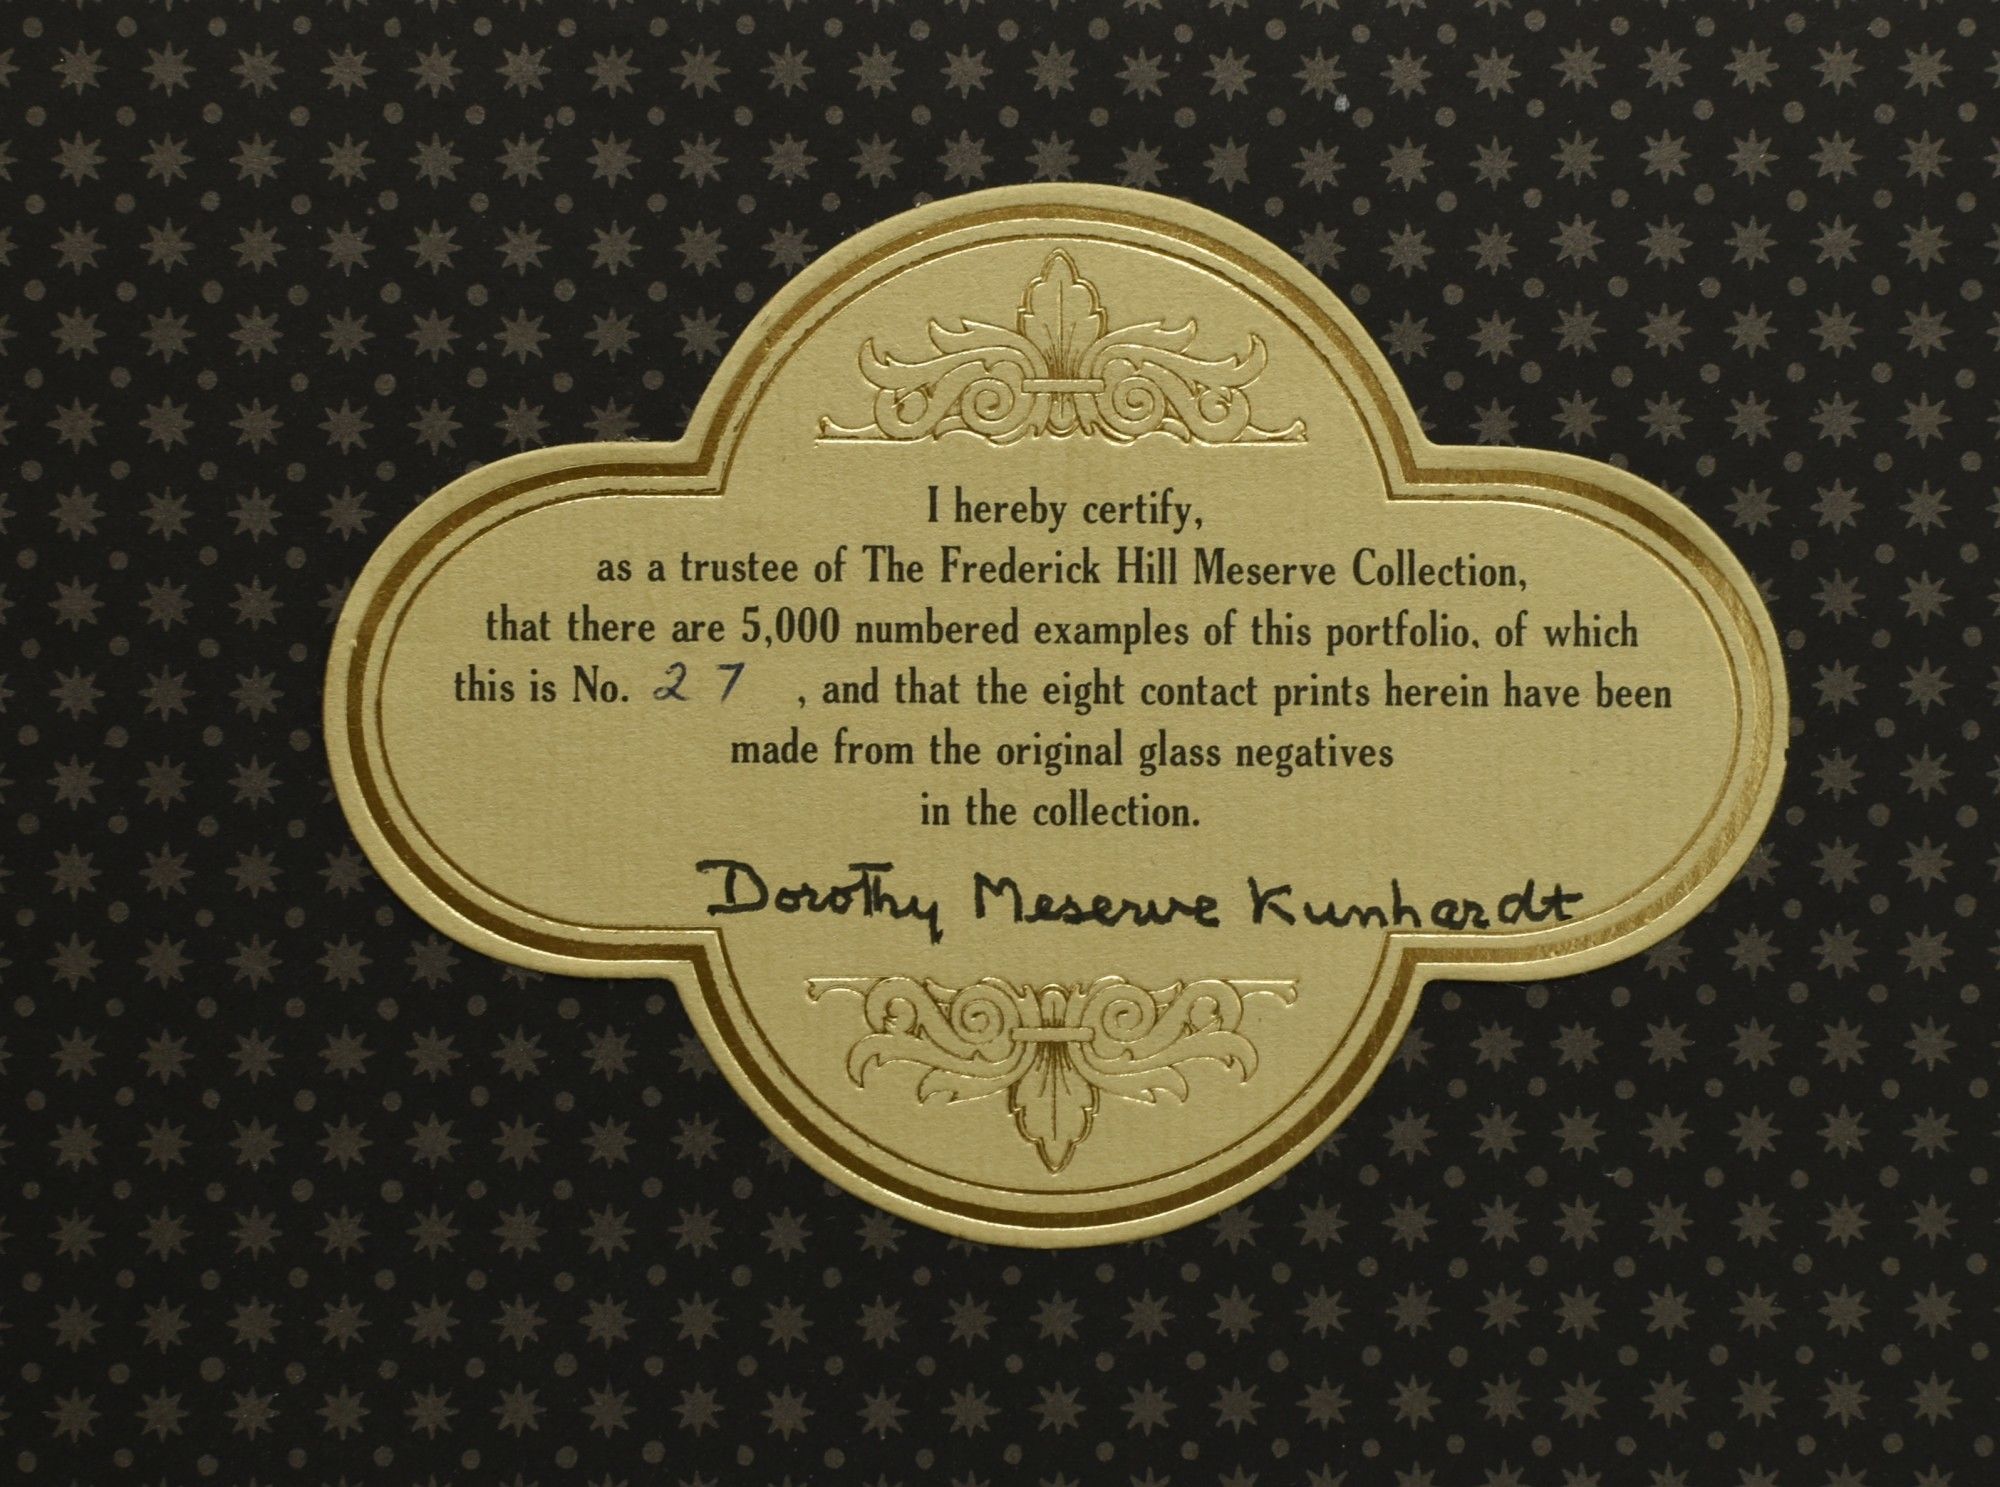 I hereby certify,
as a trustee of The Frederick Hill Meserve Collection,
that there are 5,000 numbered examples of this portfolio. of which
this is No. 27 , and that the eight contact prints herein have been
made from the original glass negatives
in the collection.
Dorothy Meserve Kunhardt